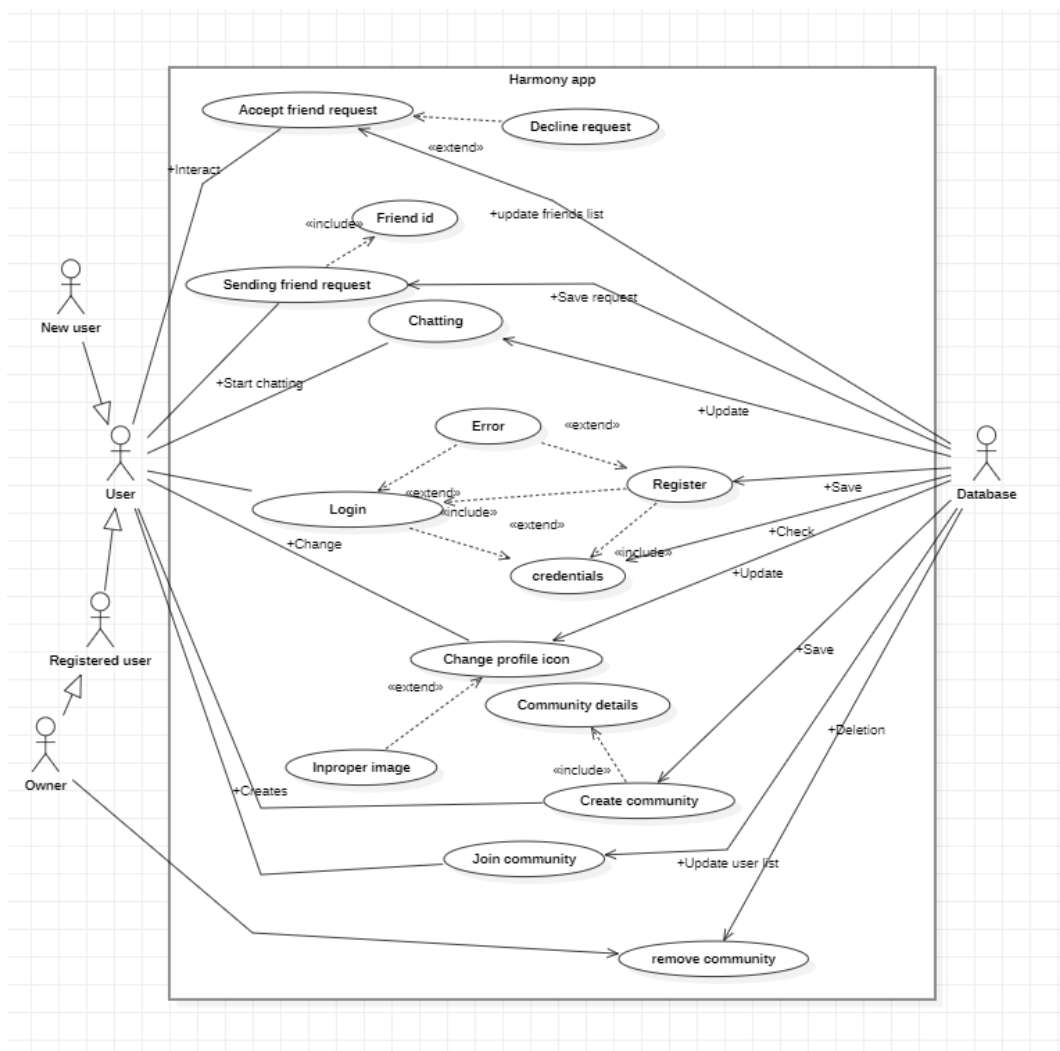 Harmony app
Accept friend request
Decline request
«extend»
+Interact
+update friends list
Friend id
«include»
Sending friend request
+Save request
New user
Chatting
+Start chatting
+Update
Error
«extend»
User
Database
Register
+Save
«extend»
Login
«include»
«extend»
+Check
+Change
«include»
credentials
+Update
Registered user
Change profile icon
+Save
«extend»
Community details
+Deletion
Inproper image
«include»
Owner
+Creates
Create community
Join community
+Update user list
remove community